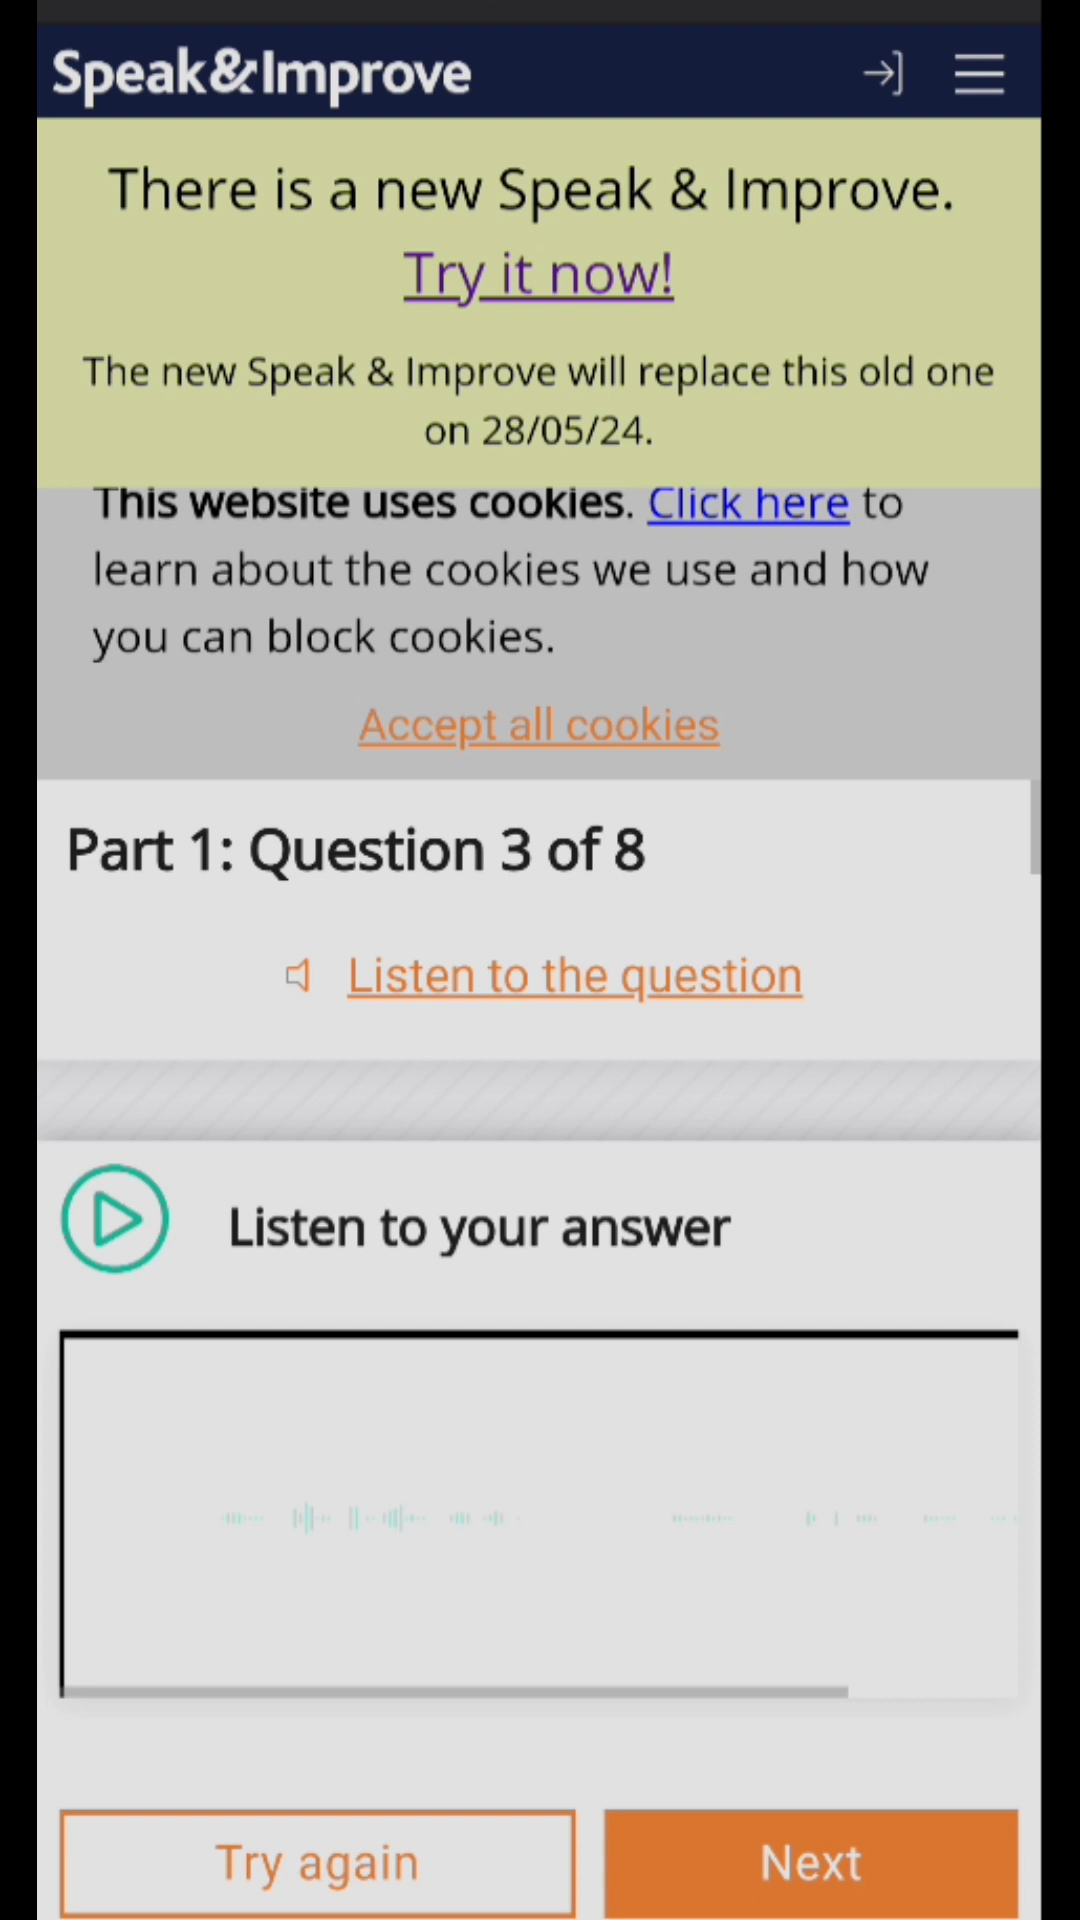 Speak&Improve
There is a new Speak & Improve.
Try it now!
The new Speak & Improve will replace this old one
on 28/05/24.
This website uses cookies. Click here to
learn about the cookies we use and how
you can block cookies.
Accept all cookies
Part 1: Question 3 of 8
Listen to the question
Listen to your answer
Try again
Next